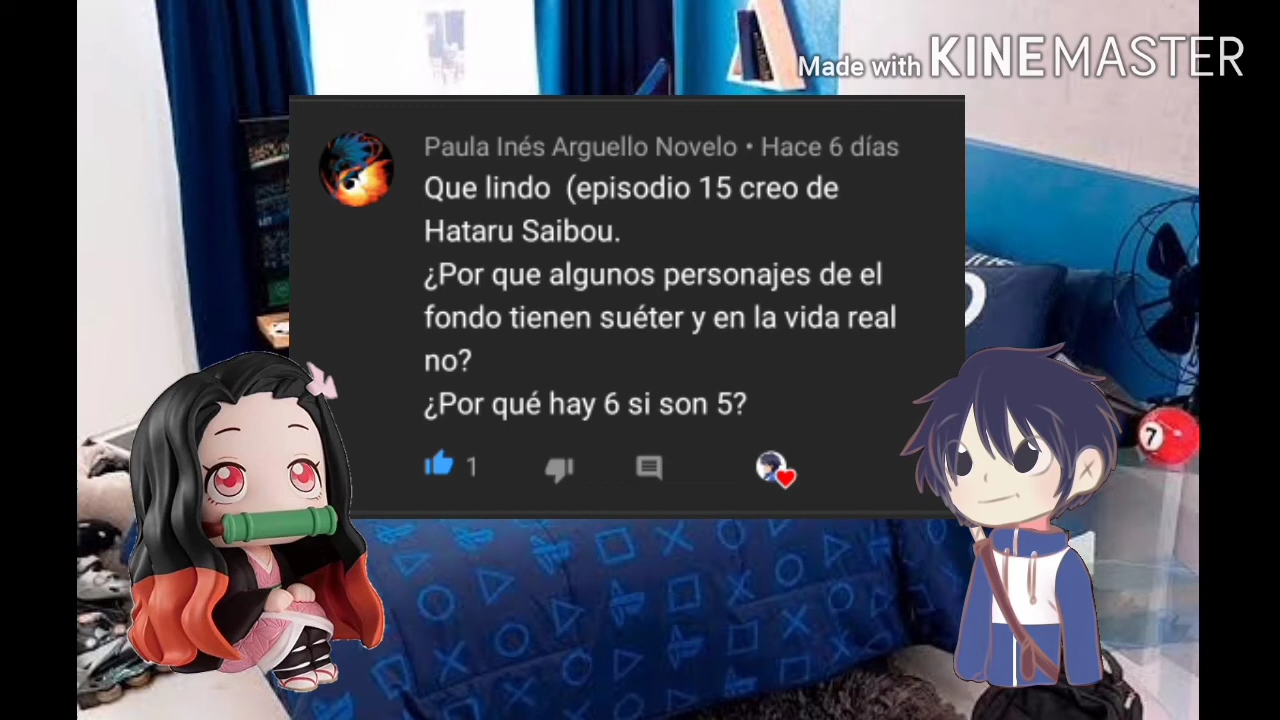 Made with KINEMASTER
Paula Inés Arguello Novelo • Hace 6 días
Que lindo (episodio 15 creo de
Hataru Saibou.
¿Por que algunos personajes de el
fondo tienen suéter y en la vida real
no?
¿Por qué hay 6 si son 5?
1
7